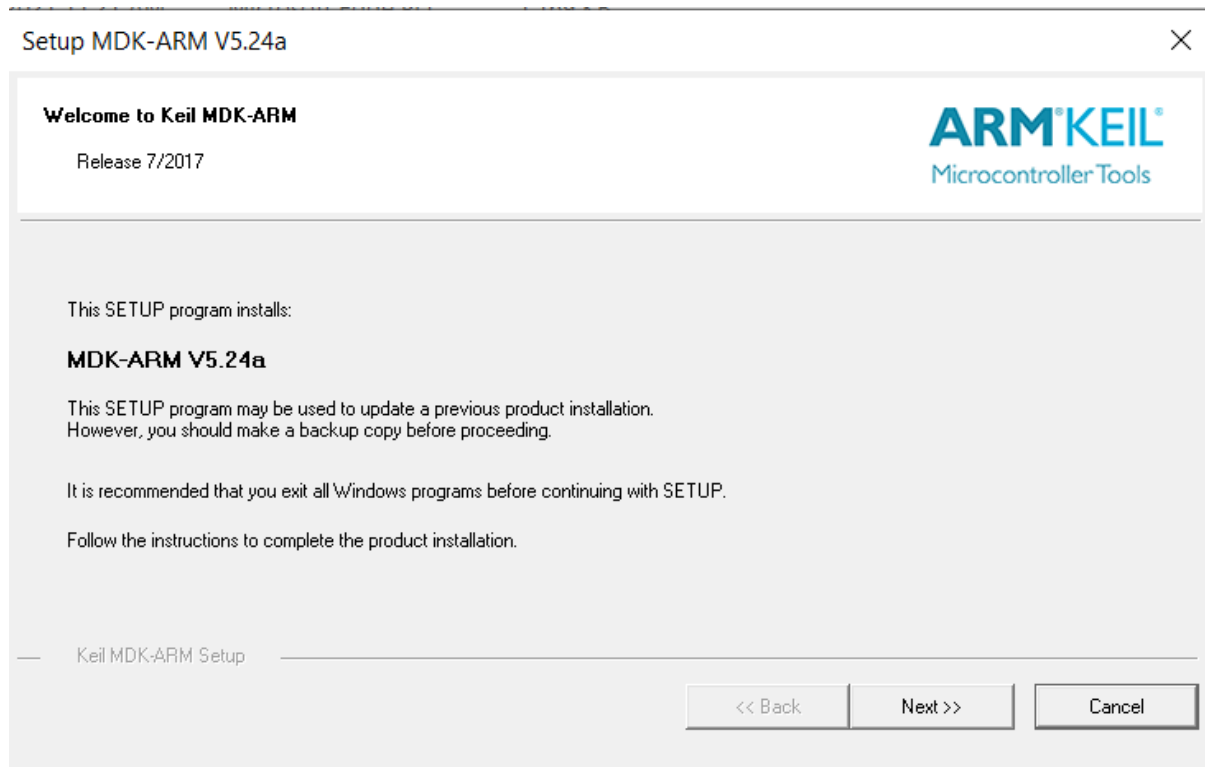 Setup MDK-ARM V5.24a
Welcome to Keil MDK-ARM
Release 7/2017
ARM®KEIL®
Microcontroller Tools
This SETUP program installs:
MDK-ARM V5.24a
This SETUP program may be used to update a previous product installation.
However, you should make a backup copy before proceeding.
It is recommended that you exit all Windows programs before continuing with SETUP.
Follow the instructions to complete the product installation.
Keil MDK-ARM Setup
<< Back
Next >>
Cancel